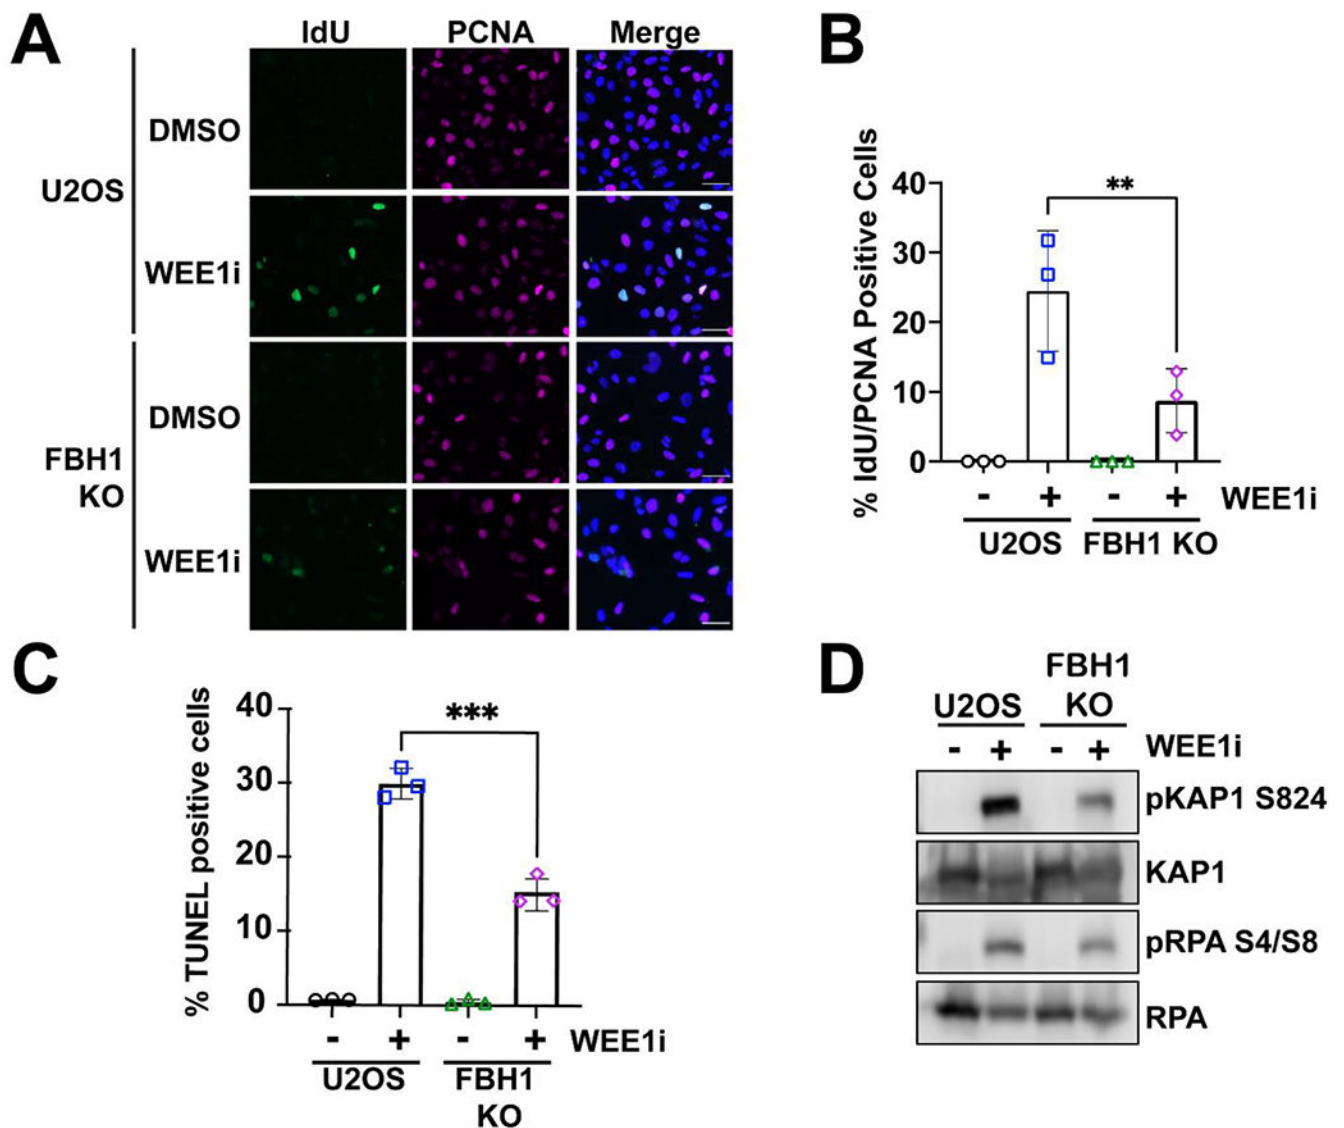 A
IdU PCNA Merge
U2OS
DMSO
WEE1i
FBH1
KO
DMSO
WEE1i
B
% IdU/PCNA Positive Cells
40
30
20
10
0
**
- + - + WEE1i
U2OS FBH1 KO
C
% TUNEL positive cells
40
30
20
10
0
***
- + - + WEE1i
U2OS FBH1
KO
D
FBH1
U2OS KO
- + - + WEE1i
pKAP1 S824
KAP1
pRPA S4/S8
RPA